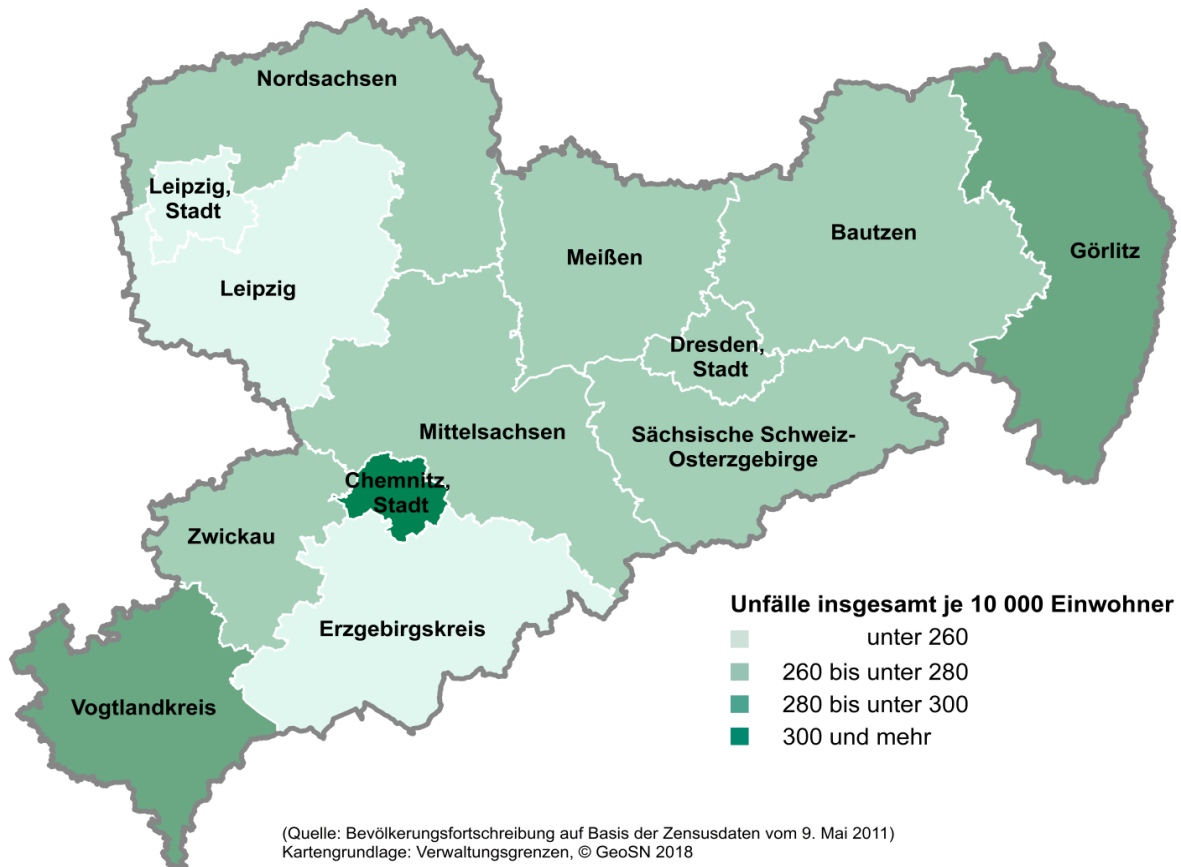 Nordsachsen
Leipzig,
Stadt
Leipzig
Meißen
Bautzen
Görlitz
Dresden,
Stadt
Mittelsachsen
Sächsische Schweiz-
Osterzgebirge
Chemnitz,
Stadt
Zwickau
Erzgebirgskreis
Vogtlandkreis
Unfälle insgesamt je 10 000 Einwohner
unter 260
260 bis unter 280
280 bis unter 300
300 und mehr
(Quelle: Bevölkerungsfortschreibung auf Basis der Zensusdaten vom 9. Mai 2011)
Kartengrundlage: Verwaltungsgrenzen, © GeoSN 2018